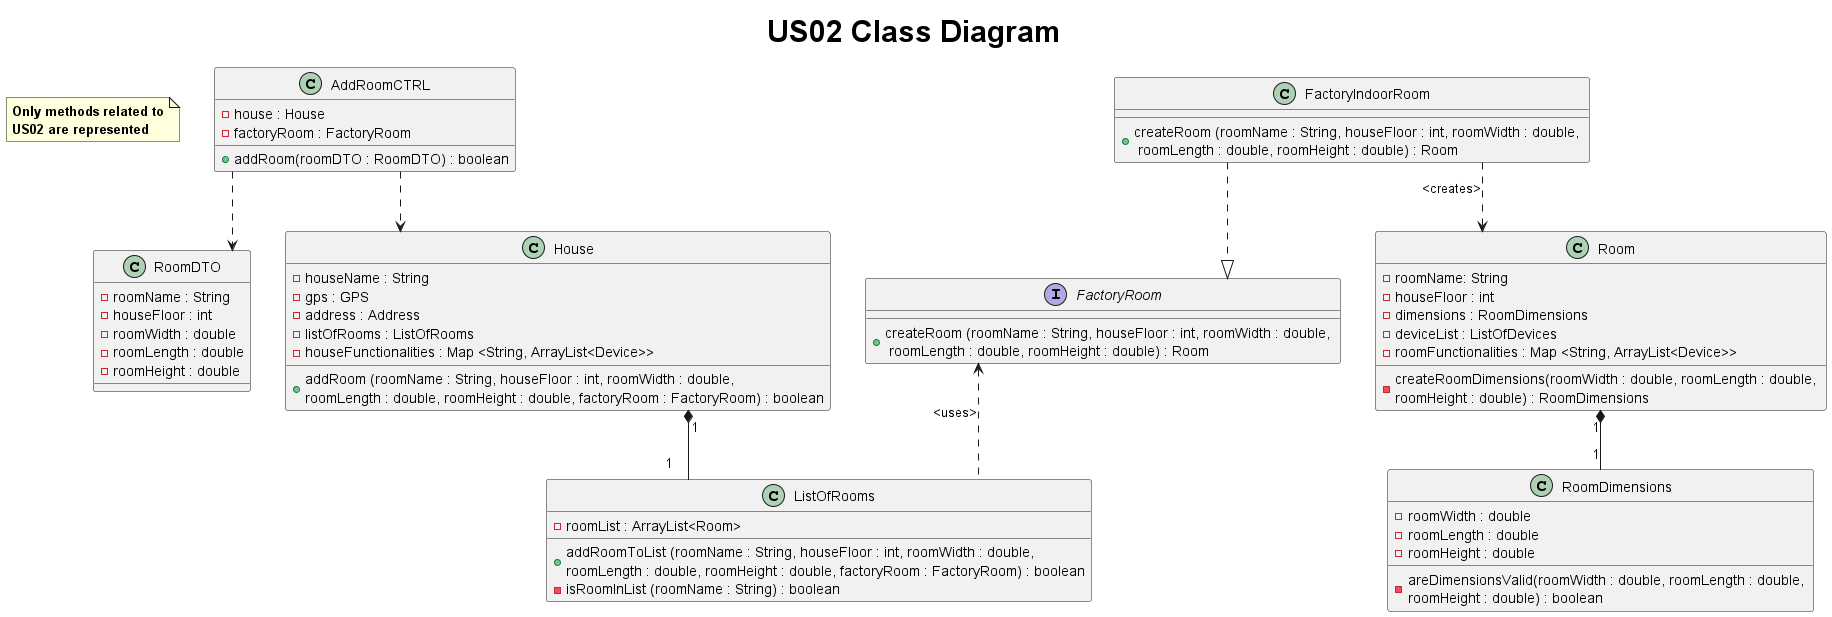 US02 Class Diagram
Only methods related to
US02 are represented
C AddRoomCTRL
house : House
factoryRoom : FactoryRoom
addRoom(roomDTO : RoomDTO) : boolean
C FactoryIndoorRoom
createRoom (roomName : String, houseFloor : int, roomWidth : double,
roomLength : double, roomHeight : double) : Room
<creates>
C RoomDTO
roomName : String
houseFloor : int
roomWidth : double
roomLength : double
roomHeight : double
C House
houseName : String
gps : GPS
address : Address
listOfRooms : ListOfRooms
houseFunctionalities : Map <String, ArrayList<Device>>
addRoom (roomName : String, houseFloor : int, roomWidth : double,
roomLength : double, roomHeight : double, factoryRoom : FactoryRoom) : boolean
I FactoryRoom
createRoom (roomName : String, houseFloor : int, roomWidth : double,
roomLength : double, roomHeight : double) : Room
C Room
roomName: String
houseFloor : int
dimensions : RoomDimensions
deviceList : ListOfDevices
roomFunctionalities : Map <String, ArrayList<Device>>
createRoomDimensions(roomWidth : double, roomLength : double,
roomHeight : double) : RoomDimensions
1
1
<uses>
1
1
C ListOfRooms
roomList : ArrayList<Room>
addRoomToList (roomName : String, houseFloor : int, roomWidth : double,
roomLength : double, roomHeight : double, factoryRoom : FactoryRoom) : boolean
isRoomInList (roomName : String) : boolean
C RoomDimensions
roomWidth : double
roomLength : double
roomHeight : double
areDimensionsValid(roomWidth : double, roomLength : double,
roomHeight : double) : boolean